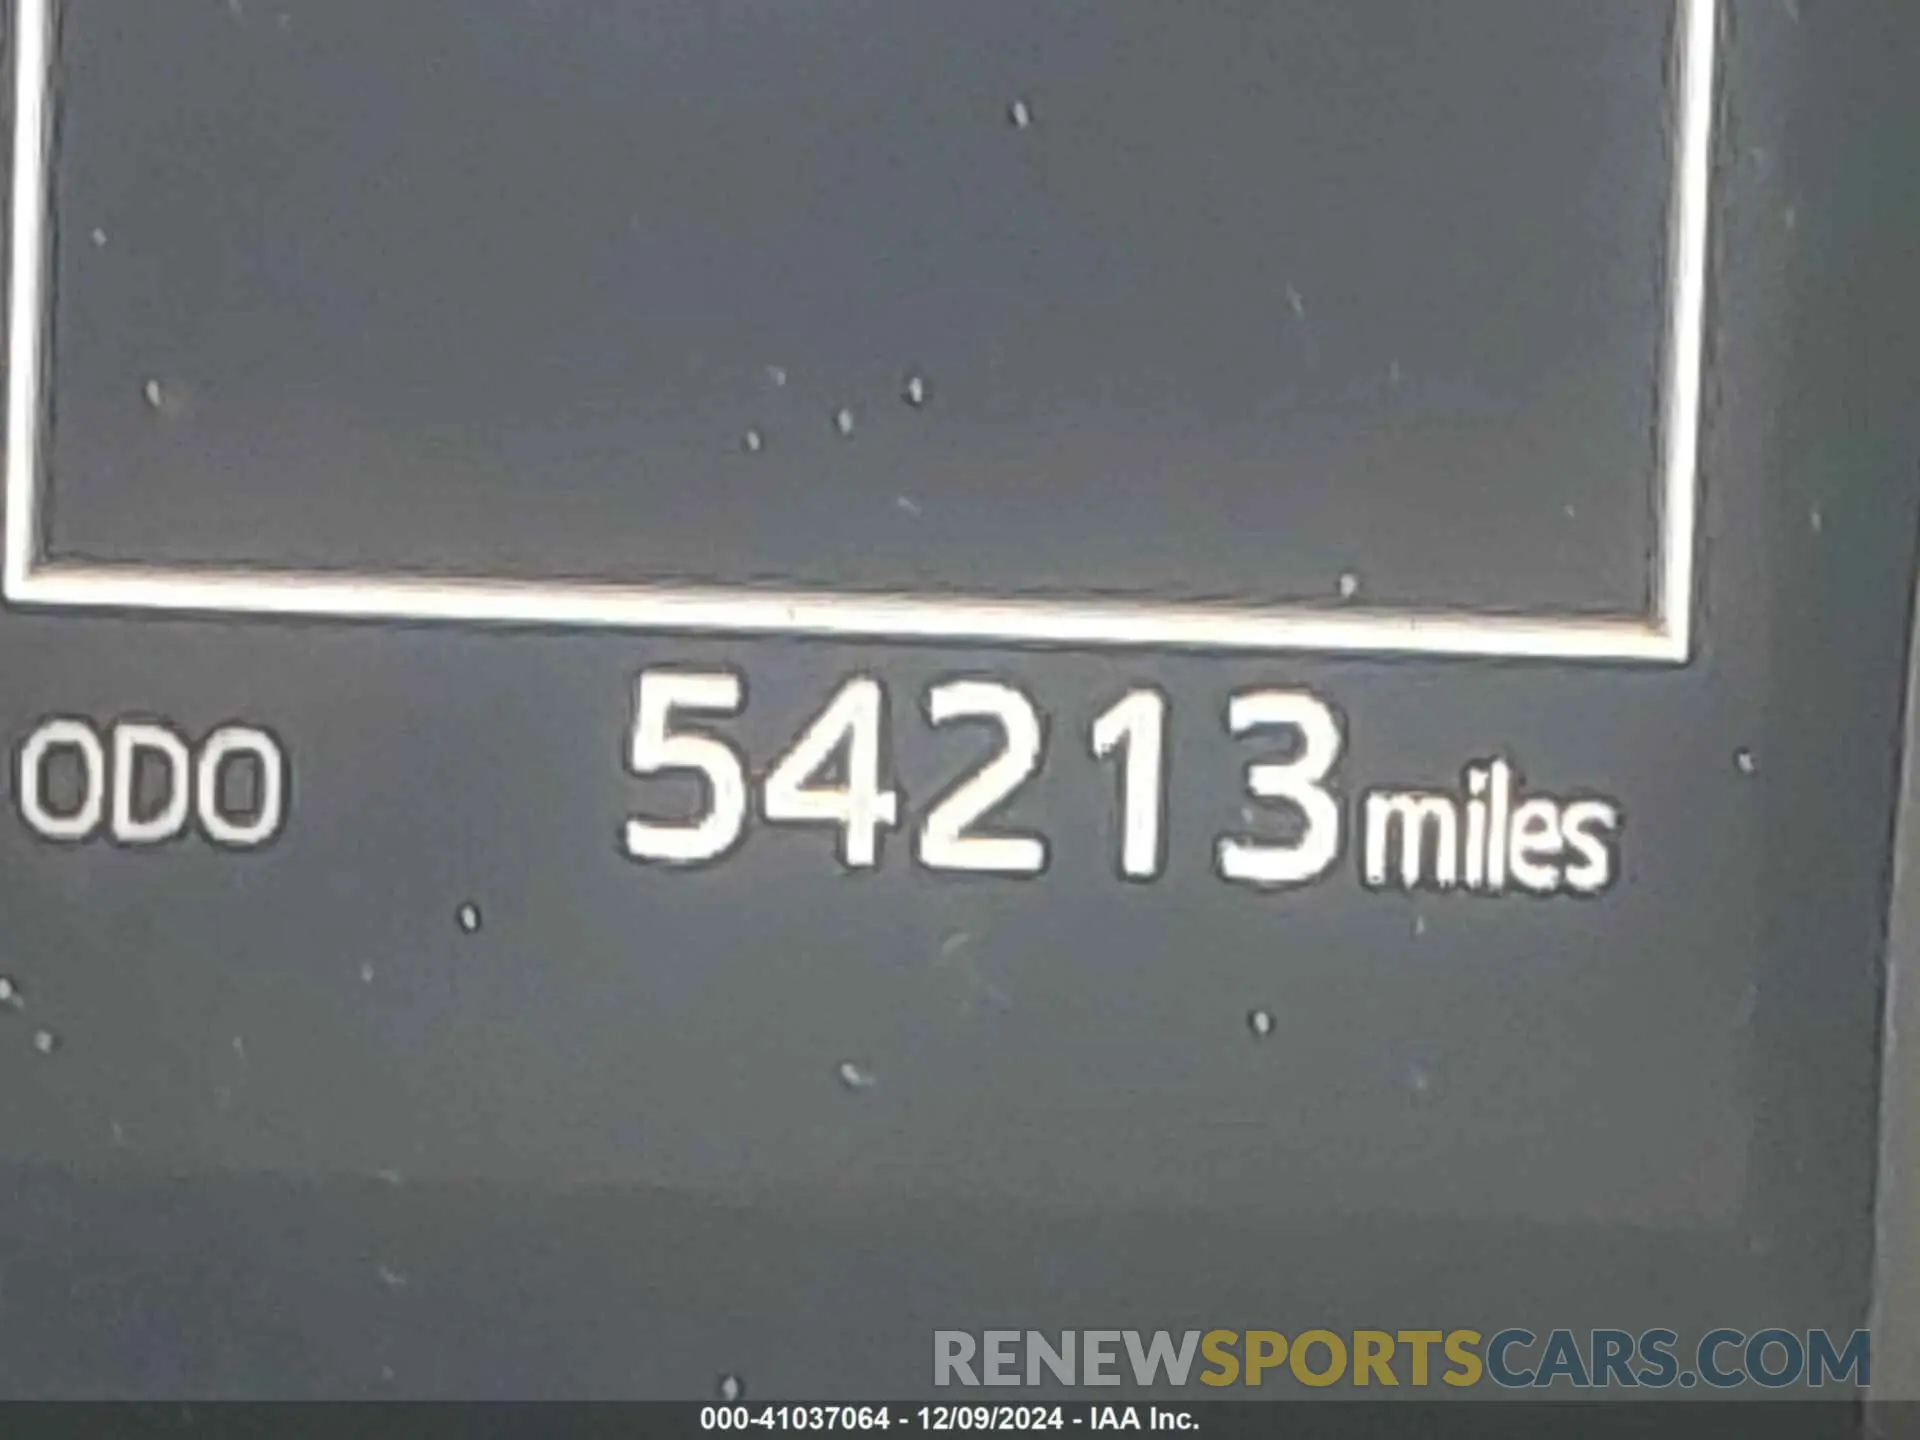 ODO 54213 miles
RENEWSPORTSCARS.COM
000-41037064 - 12/09/2024 - IAA Inc.